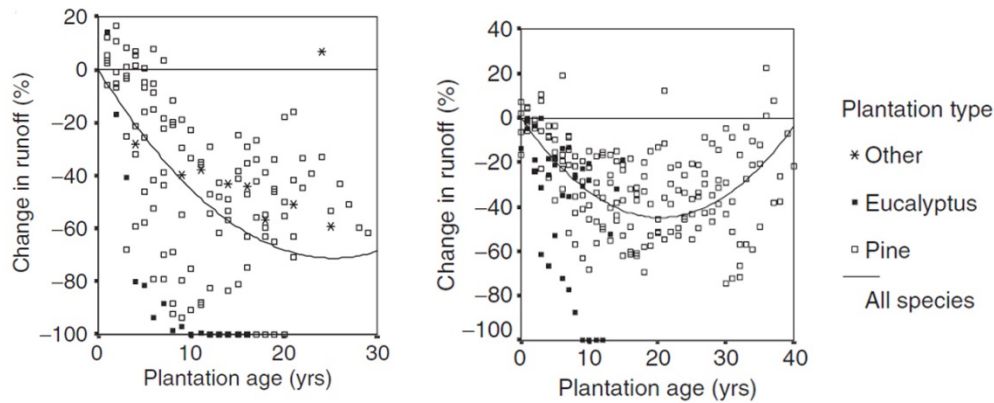 20
0
−20
−40
−60
−80
−100
Change in runoff (%)
0
10
20
30
Plantation age (yrs)
40
20
0
−20
−40
−60
−80
−100
Change in runoff (%)
0
10
20
30
40
Plantation age (yrs)
Plantation type
Other
Eucalyptus
Pine
All species